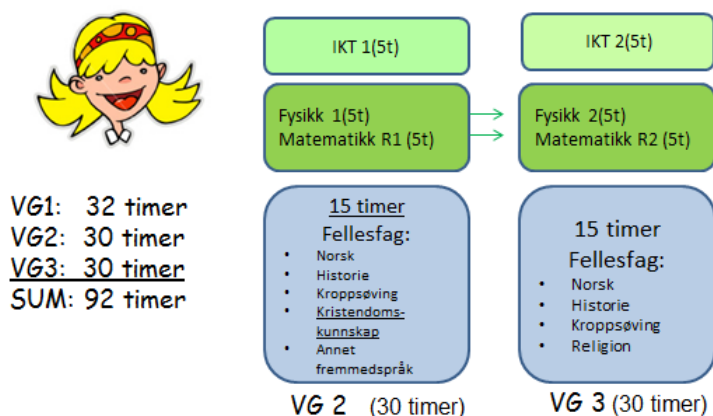 VG1: 32 timer
VG2: 30 timer
VG3: 30 timer
SUM: 92 timer
IKT 1(5t)
Fysikk 1(5t)
Matematikk R1 (5t)
15 timer
Fellesfag:
• Norsk
• Historie
• Kroppsøving
• Kristendoms-
kunnskap
• Annet
fremmedspråk
VG 2 (30 timer)
IKT 2(5t)
Fysikk 2(5t)
Matematikk R2 (5t)
15 timer
Fellesfag:
• Norsk
• Historie
• Kroppsøving
• Religion
VG 3 (30 timer)